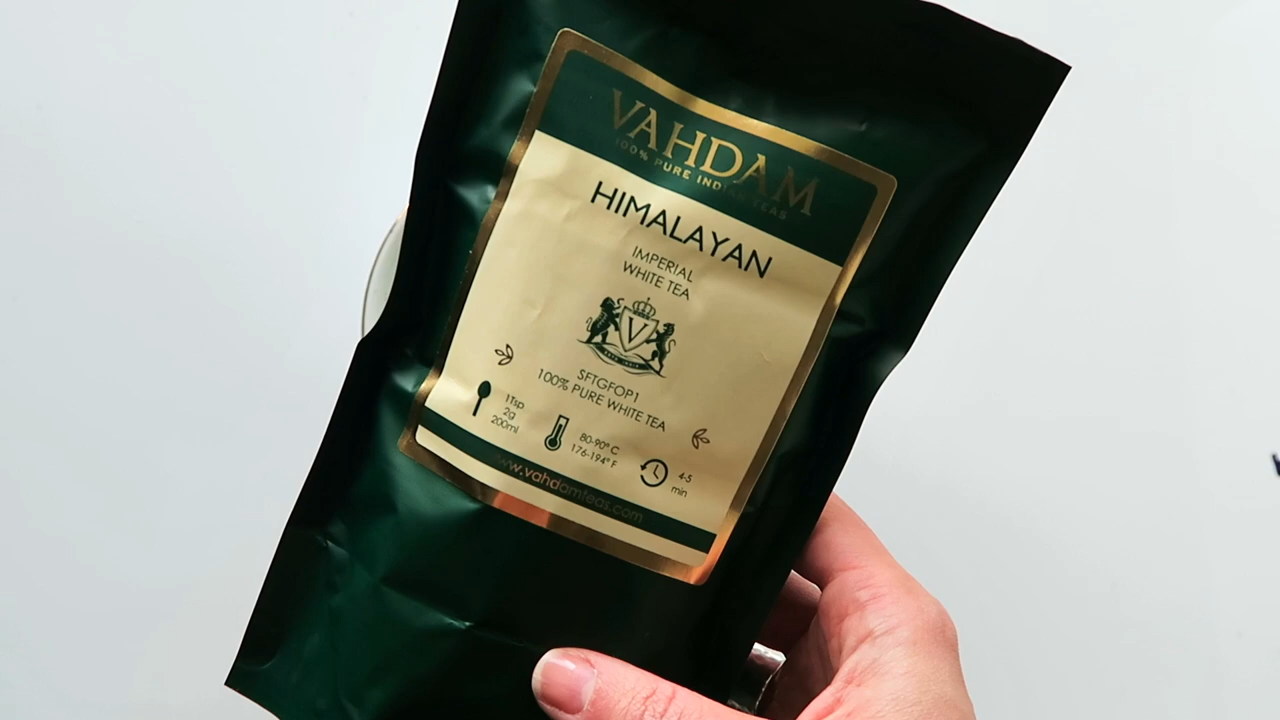 VAHDAM
100% PURE INDIAN TEAS
HIMALAYAN
IMPERIAL
WHITE TEA
V
SFTGFOP1
100% PURE WHITE TEA
1Tsp
2g
200ml
80-90° C
176-194° F
4-5
min
www.vahdamteas.com